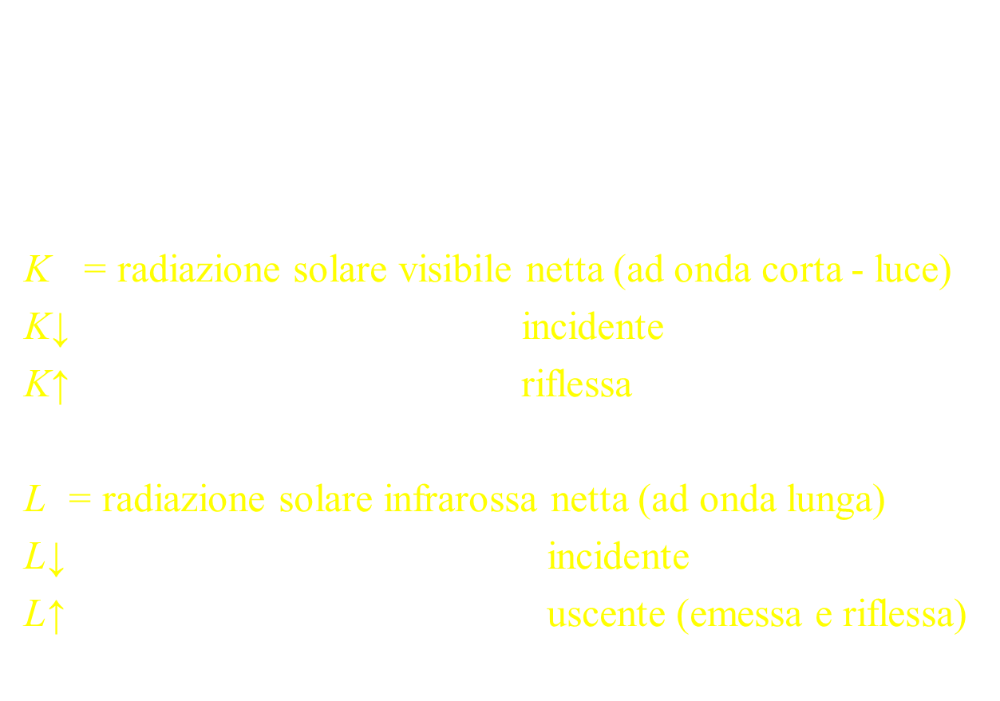 K = radiazione solare visibile netta (ad onda corta - luce)
K↓ incidente
K↑ riflessa
L = radiazione solare infrarossa netta (ad onda lunga)
L↓ incidente
L↑ uscente (emessa e riflessa)